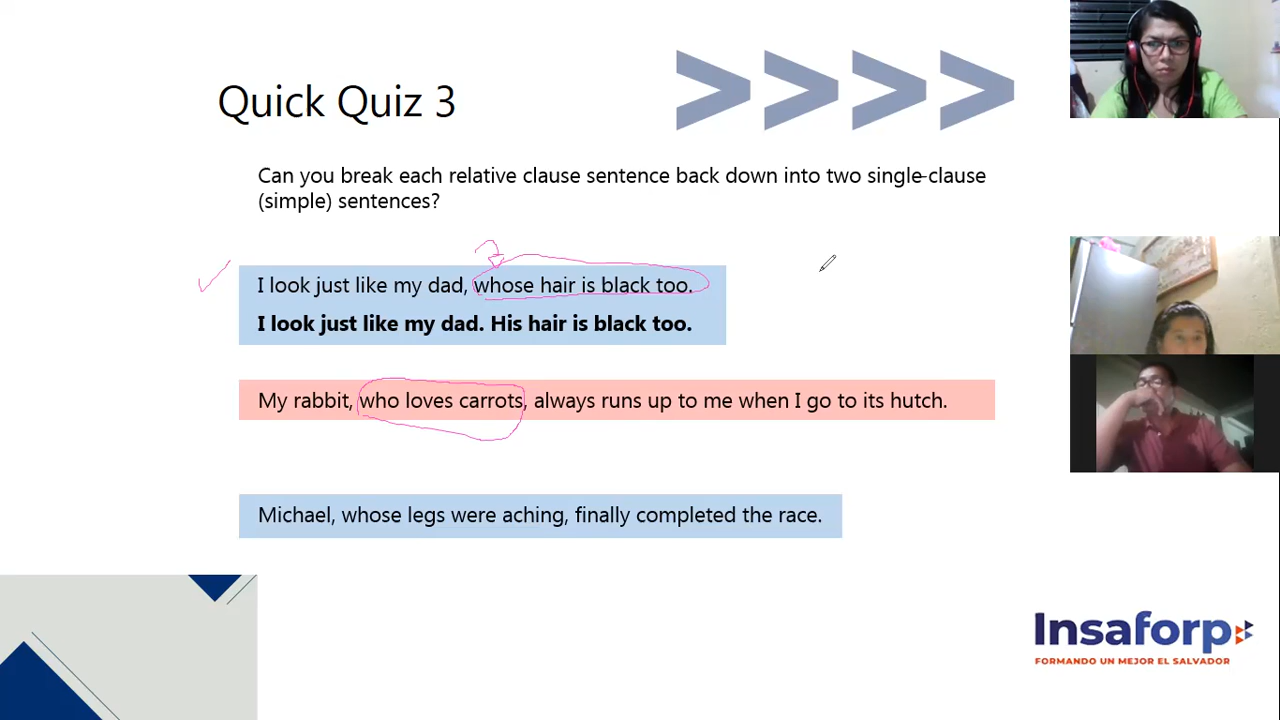 Quick Quiz 3
Can you break each relative clause sentence back down into two single-clause
(simple) sentences?
I look just like my dad, whose hair is black too.
I look just like my dad. His hair is black too.
My rabbit, who loves carrots, always runs up to me when I go to its hutch.
Michael, whose legs were aching, finally completed the race.
Insaforp
FORMANDO UN MEJOR EL SALVADOR